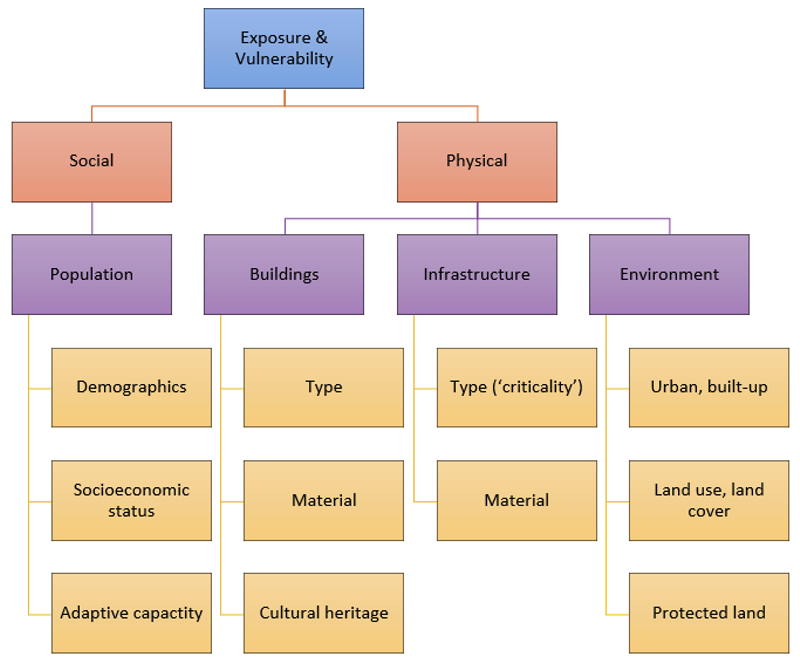 Exposure &
Vulnerability
Social
Physical
Population
Buildings
Infrastructure
Environment
Demographics
Type
Type (‘criticality’)
Urban, built-up
Socioeconomic
status
Material
Material
Land use, land
cover
Adaptive capactity
Cultural heritage
Protected land